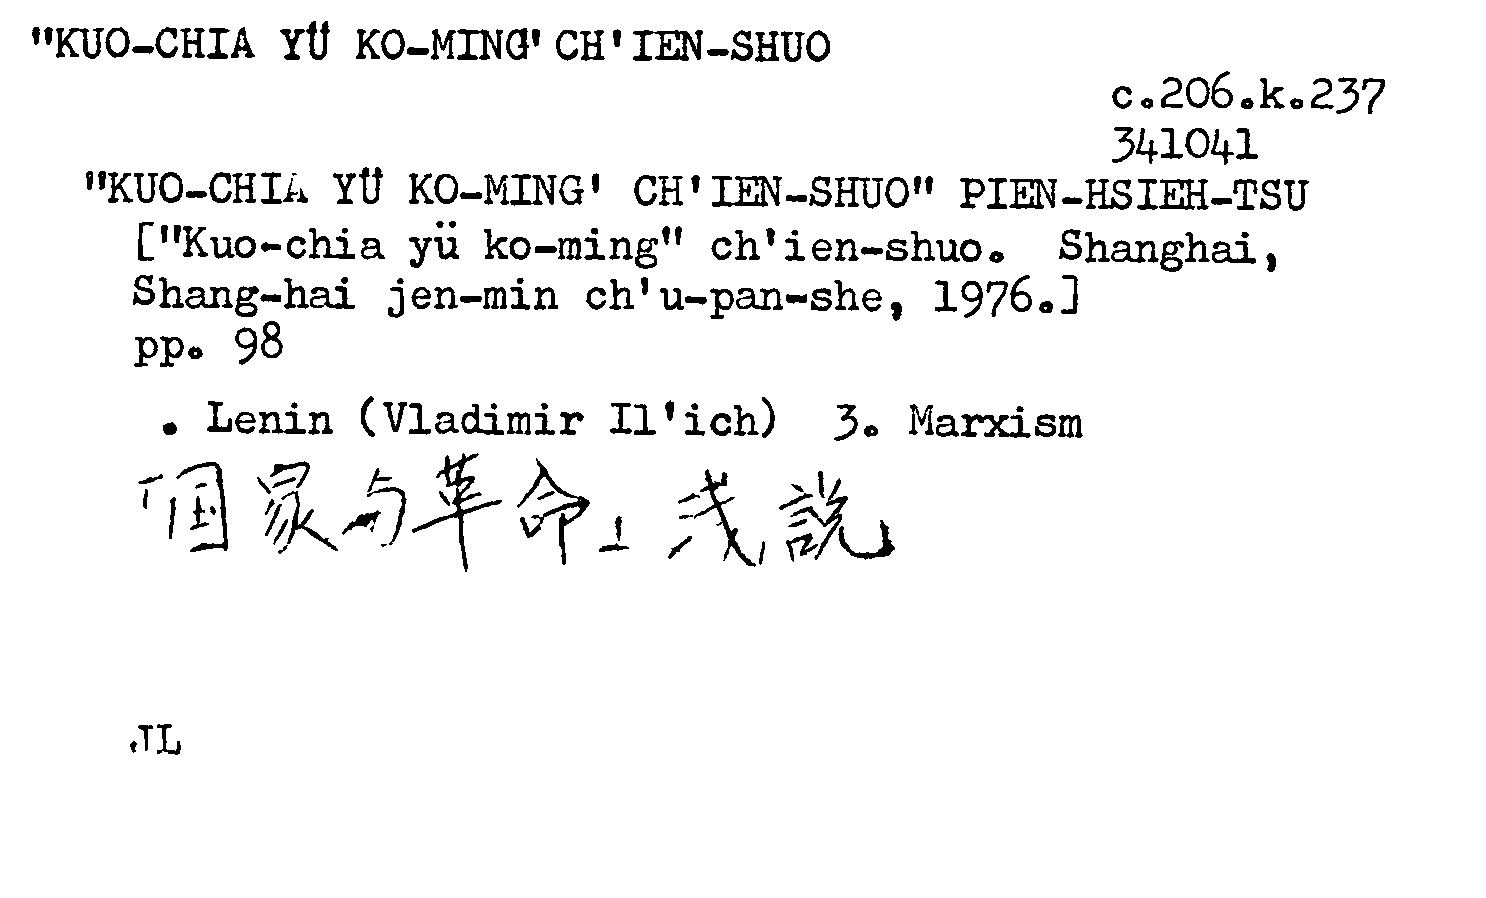 "KUO-CHIA YÜ KO-MING' CH'IEN-SHUO
c.206.k.237
341041
"KUO-CHIA YÜ KO-MING' CH'IEN-SHUO" PIEN-HSIEH-TSU
["Kuo-chia yü ko-ming" ch'ien-shuo. Shanghai,
Shang-hai jen-min ch'u-pan-she, 1976.]
pp. 98
. Lenin (Vladimir Il'ich) 3. Marxism
「国家与革命」浅説
JL